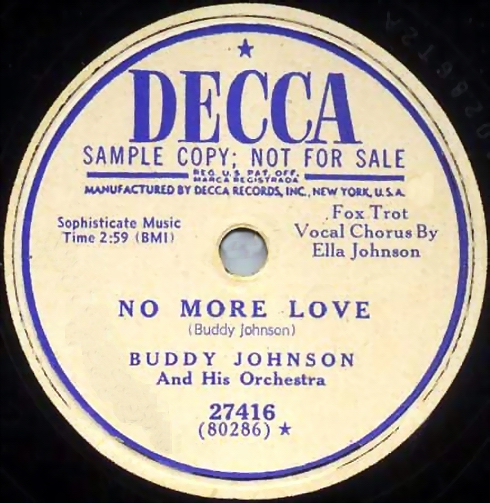 DECCA
SAMPLE COPY; NOT FOR SALE
REG. U.S. PAT. OFF.
MARCA REGISTRADA
MANUFACTURED BY DECCA RECORDS, INC., NEW YORK, U.S.A.
Sophisticate Music
Time 2:59 (BMI)
Fox Trot
Vocal Chorus By
Ella Johnson
NO MORE LOVE
(Buddy Johnson)
BUDDY JOHNSON
And His Orchestra
27416
(80286) ★